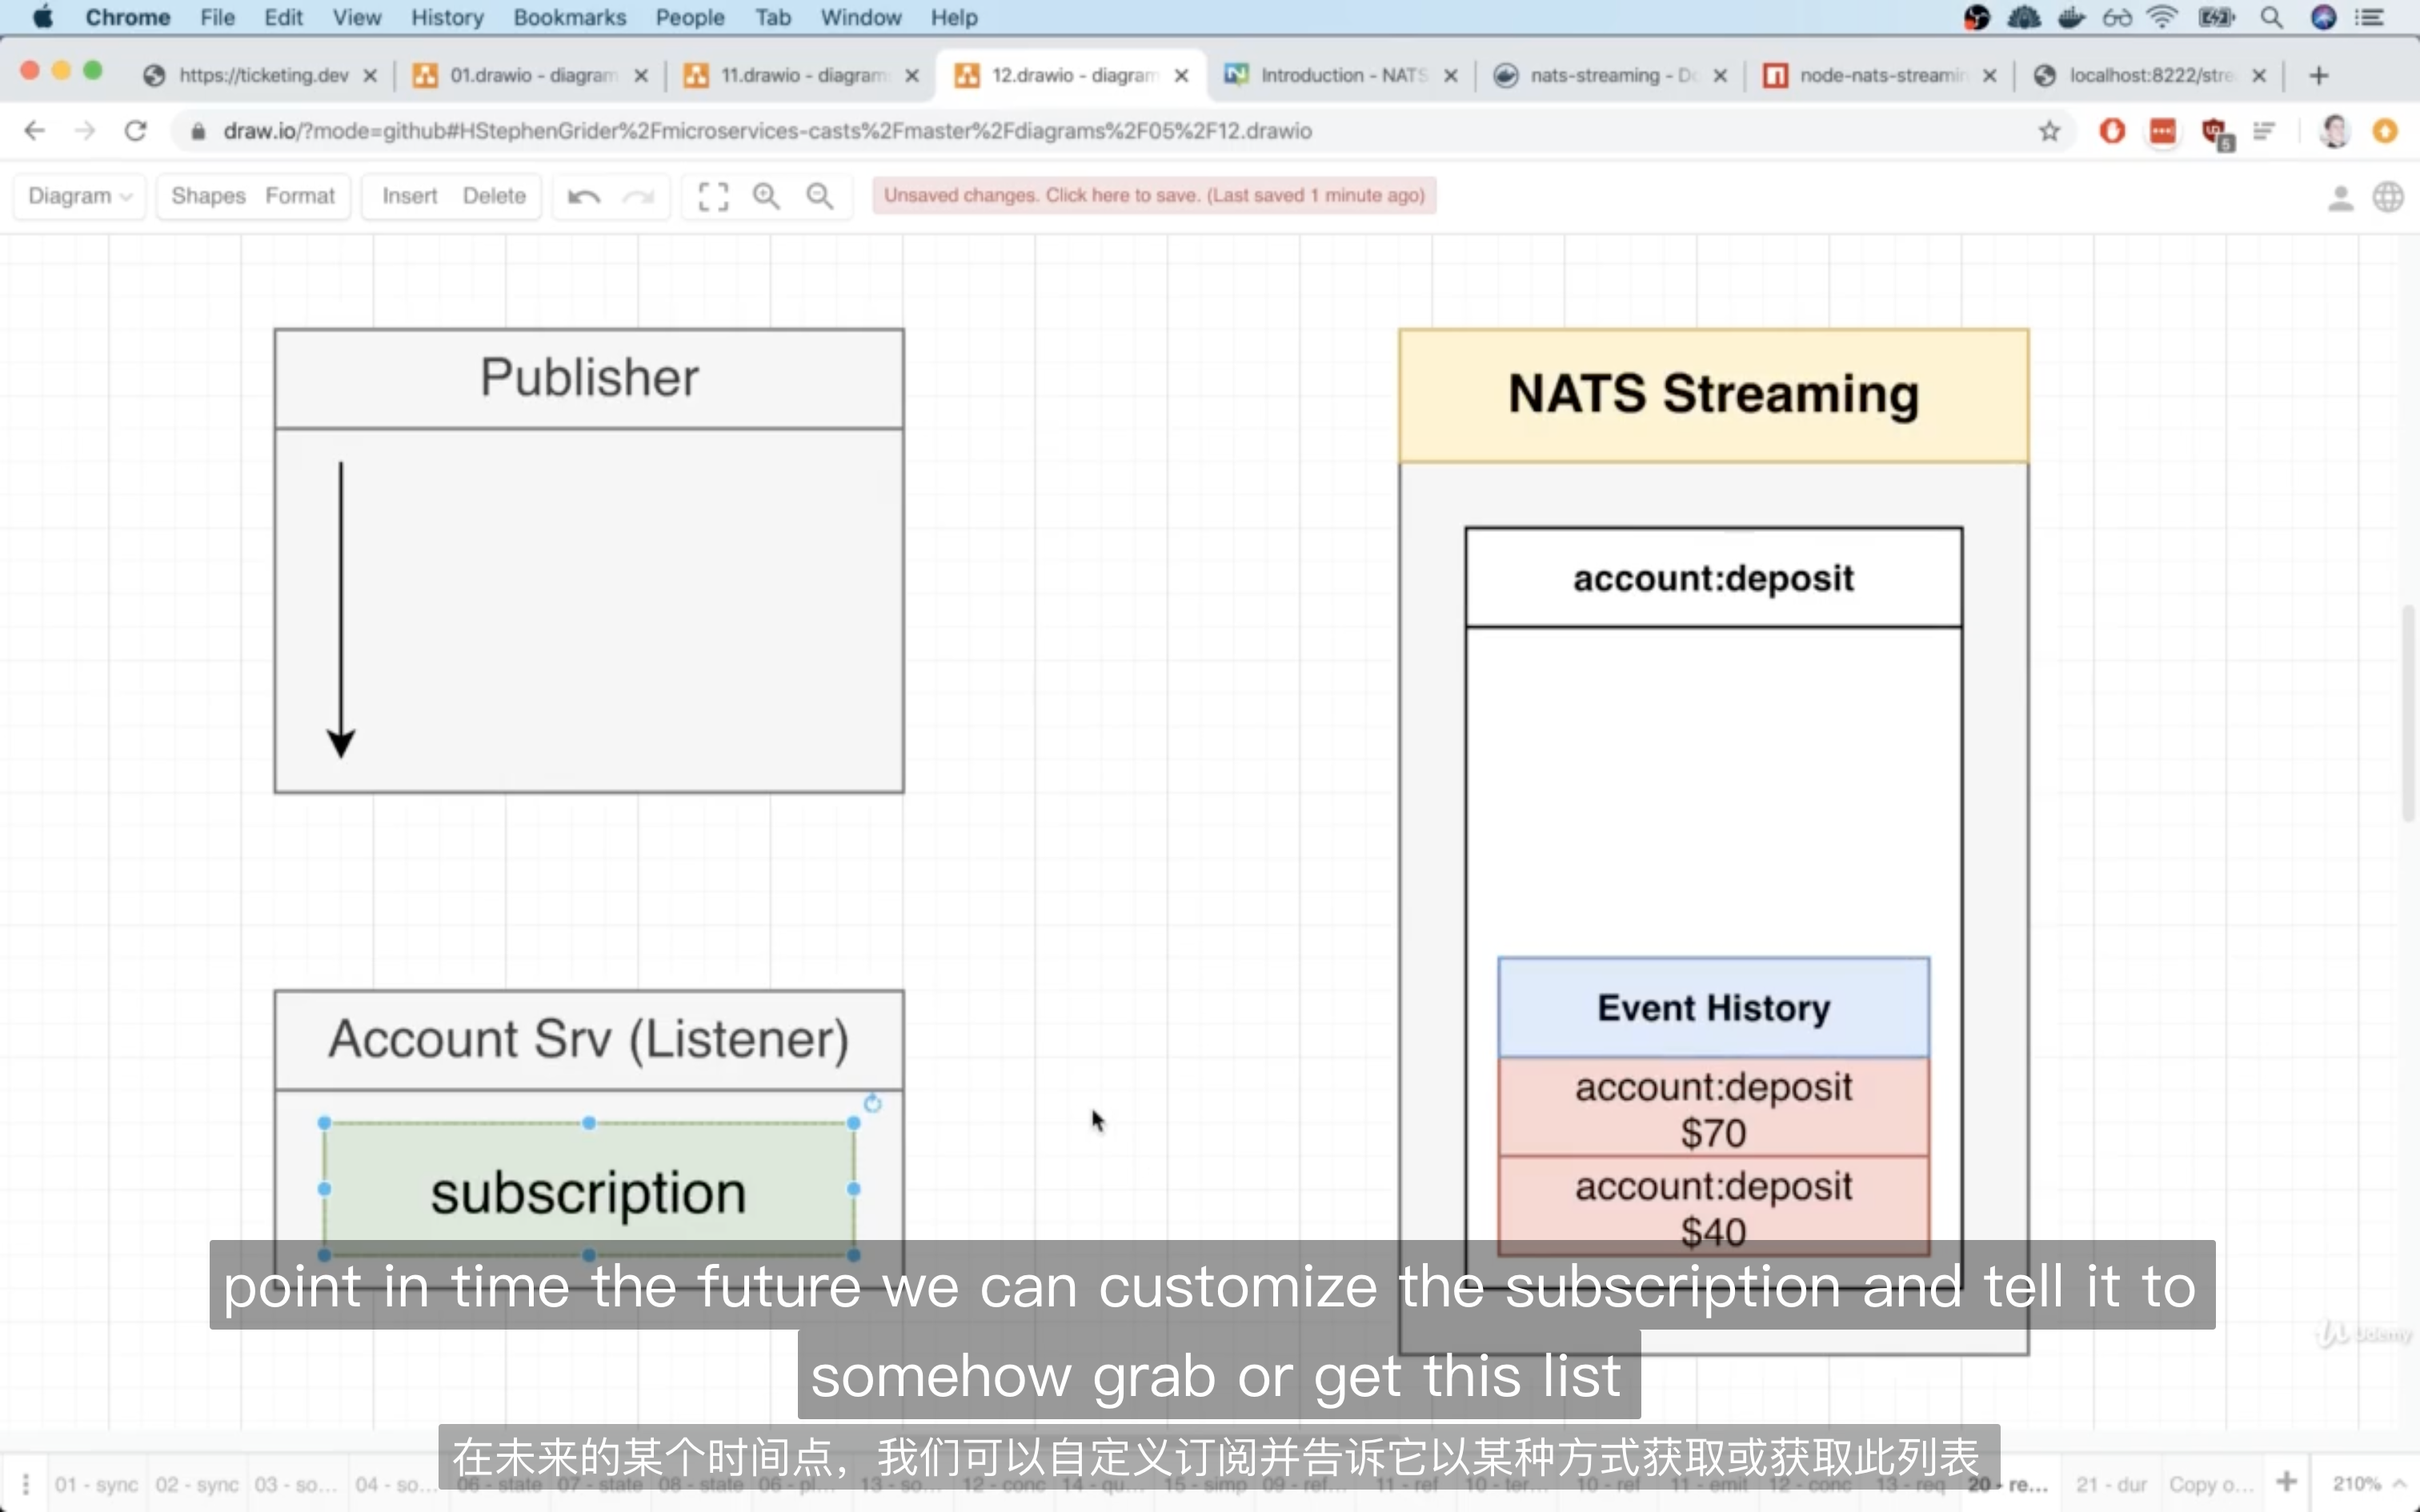 Chrome File Edit View History Bookmarks People Tab Window Help
https://ticketing.dev
01.drawio - diagram
11.drawio - diagram
12.drawio - diagram
Introduction - NATS
nats-streaming - Do
node-nats-streamin
localhost:8222/stre
draw.io/?mode=github#HStephenGrider%2Fmicroservices-casts%2Fmaster%2Fdiagrams%2F05%2F12.drawio
Diagram Shapes Format Insert Delete Unsaved changes. Click here to save. (Last saved 1 minute ago)
Publisher
NATS Streaming
account:deposit
Event History
account:deposit
$70
account:deposit
$40
Account Srv (Listener)
subscription
point in time the future we can customize the subscription and tell it to
somehow grab or get this list
在未来的某个时间点，我们可以自定义订阅并告诉它以某种方式获取或获取此列表
Udemy
01 - sync 02 - sync 03 - so... 04 - so... 06 - state 07 - state 08 - state 06 - pl... 13 - so... 12 - conc 14 - qu... 15 - simp 09 - ref... 11 - ref 10 - ter... 10 - ref 11 - emit 12 - conc 13 - req 20 - re... 21 - dur Copy o... 210%